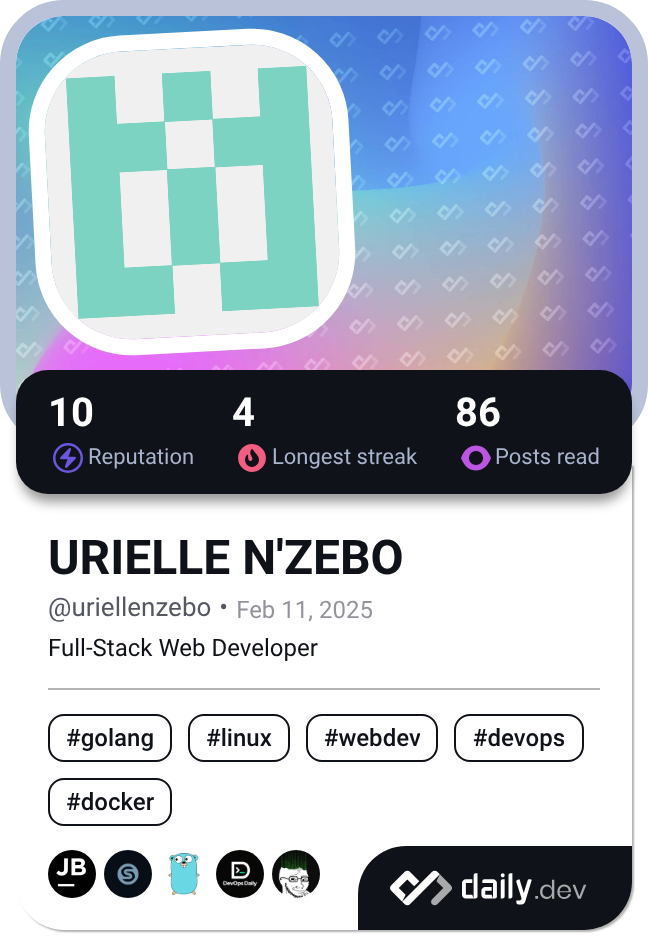 10 4 86
Reputation Longest streak Posts read
URIELLE N'ZEBO
@uriellenzebo • Feb 11, 2025
Full-Stack Web Developer
#golang #linux #webdev #devops
#docker
JB
DevOps Daily
daily.dev